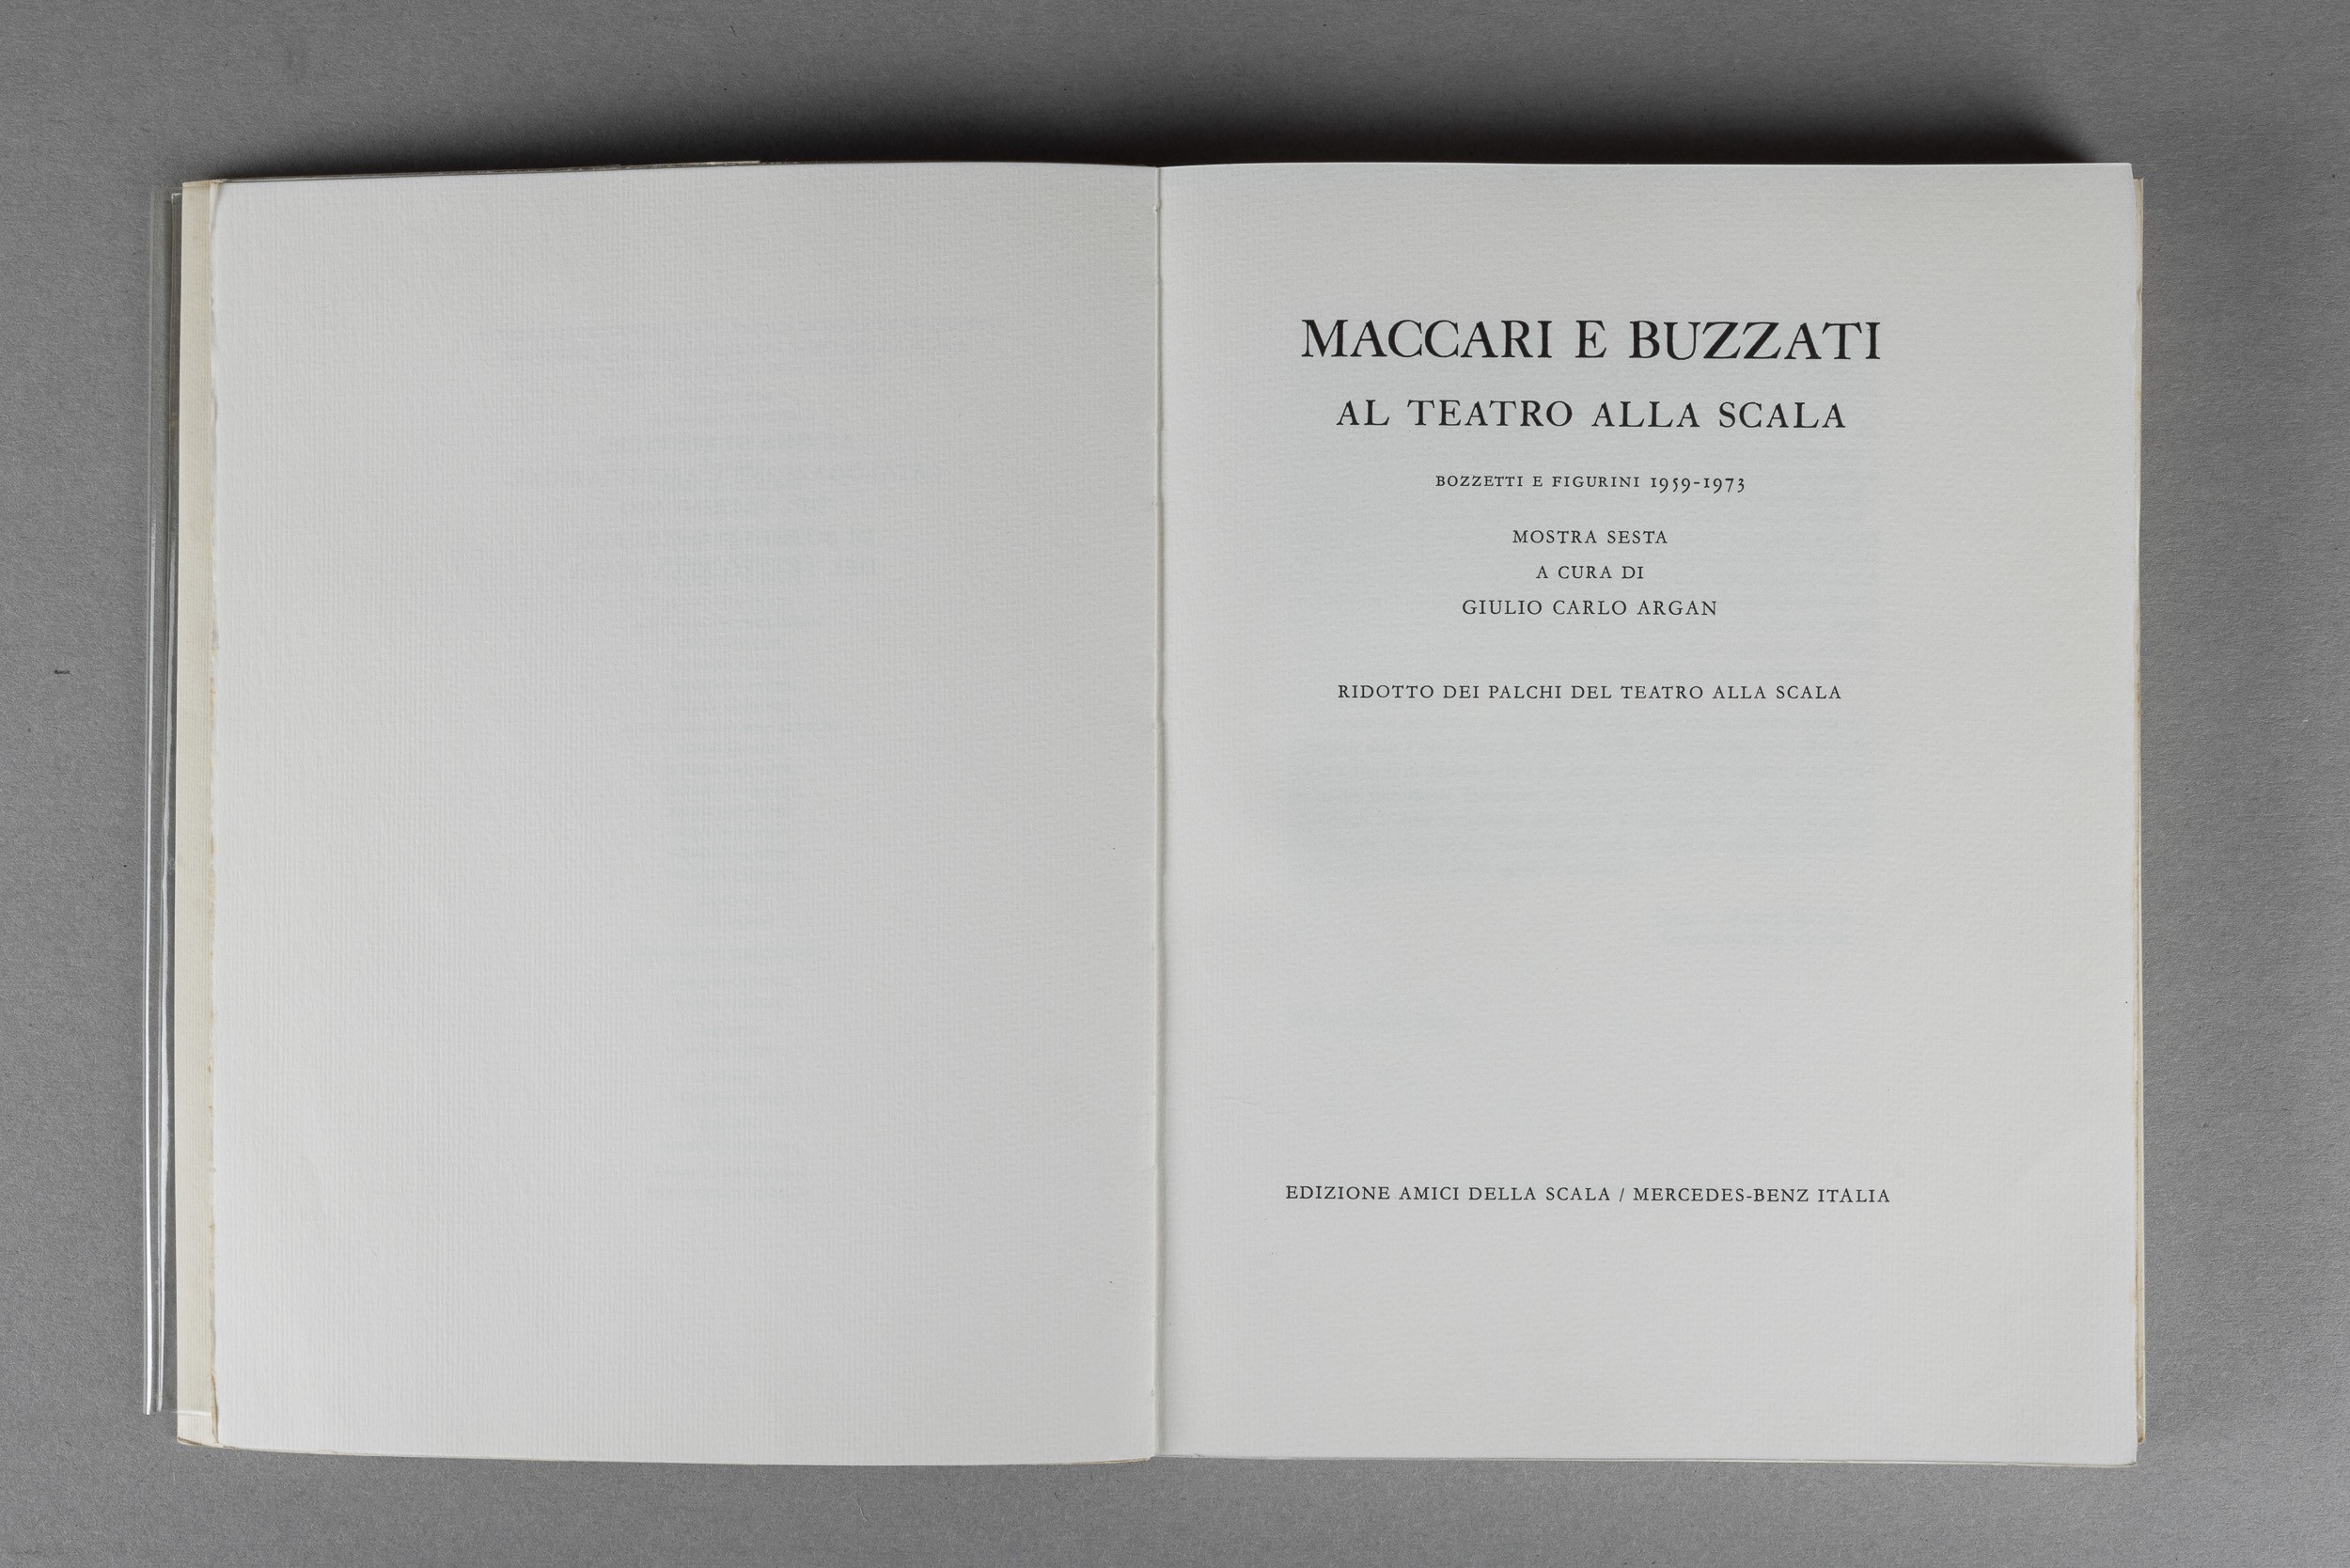 MACCARI E BUZZATI
AL TEATRO ALLA SCALA
BOZZETTI E FIGURINI 1959-1973
MOSTRA SESTA
A CURA DI
GIULIO CARLO ARGAN
RIDOTTO DEI PALCHI DEL TEATRO ALLA SCALA
EDIZIONE AMICI DELLA SCALA / MERCEDES-BENZ ITALIA